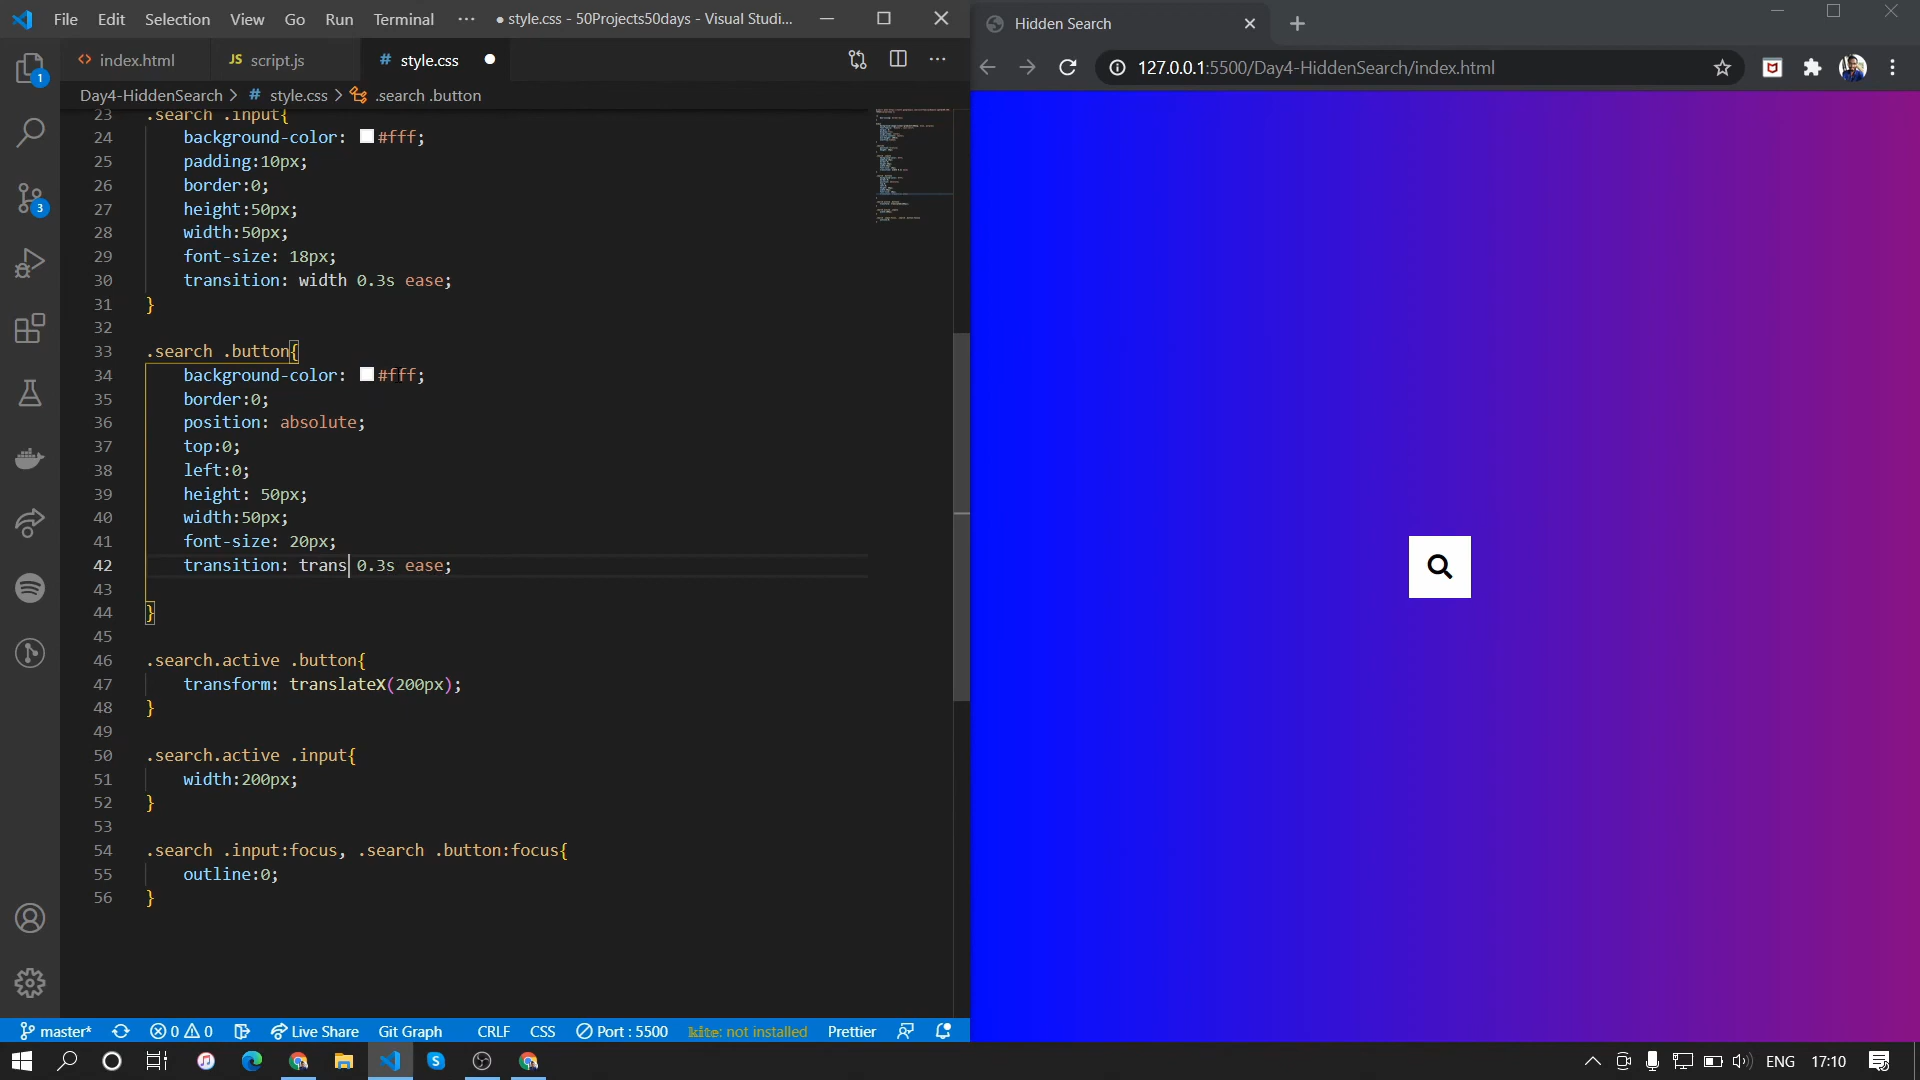 File Edit Selection View Go Run Terminal ··· ● style.css - 50Projects50days - Visual Studi...
index.html JS script.js # style.css ●
Day4-HiddenSearch > # style.css > .search .button
23 .search .input{
24 background-color: #fff;
25 padding:10px;
26 border:0;
27 height:50px;
28 width:50px;
29 font-size: 18px;
30 transition: width 0.3s ease;
31 }
32
33 .search .button{
34 background-color: #fff;
35 border:0;
36 position: absolute;
37 top:0;
38 left:0;
39 height: 50px;
40 width:50px;
41 font-size: 20px;
42 transition: trans 0.3s ease;
43
44 }
45
46 .search.active .button{
47 transform: translateX(200px);
48 }
49
50 .search.active .input{
51 width:200px;
52 }
53
54 .search .input:focus, .search .button:focus{
55 outline:0;
56 }
1
3
master* 0 0 Live Share Git Graph CRLF CSS Port : 5500 kite: not installed Prettier
Hidden Search
127.0.0.1:5500/Day4-HiddenSearch/index.html
ENG 17:10